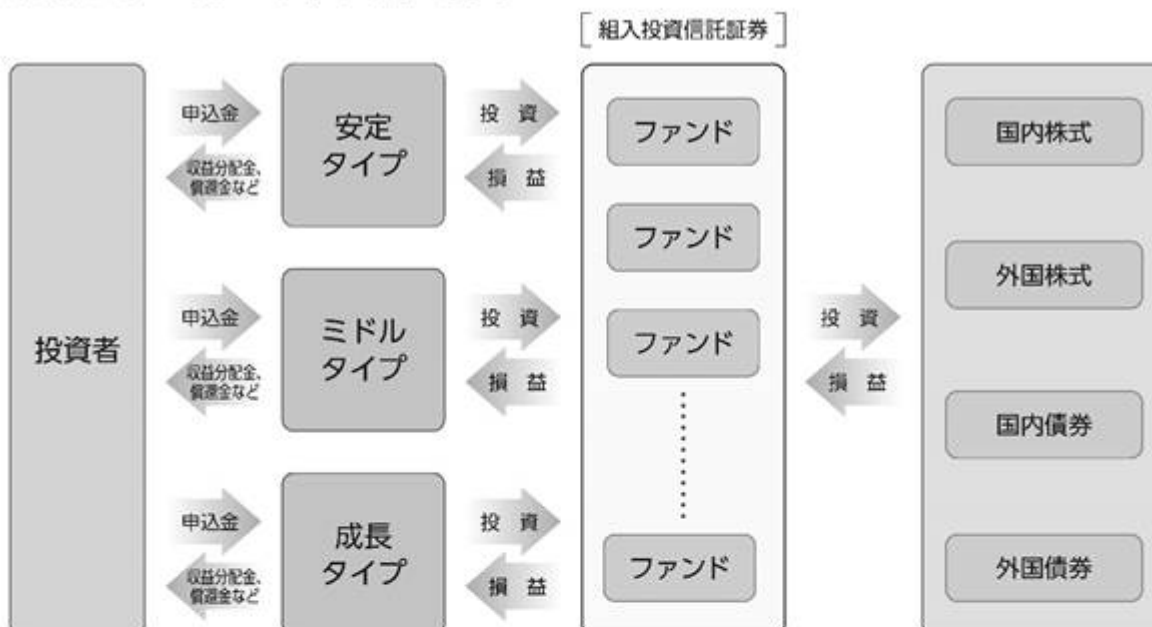 組入投資信託証券
投資者
申込金
収益分配金、
償還金など
安定
タイプ
投 資
損 益
申込金
収益分配金、
償還金など
ミドル
タイプ
投 資
損 益
申込金
収益分配金、
償還金など
成長
タイプ
投 資
損 益
ファンド
ファンド
ファンド
ファンド
投 資
損 益
国内株式
外国株式
国内債券
外国債券